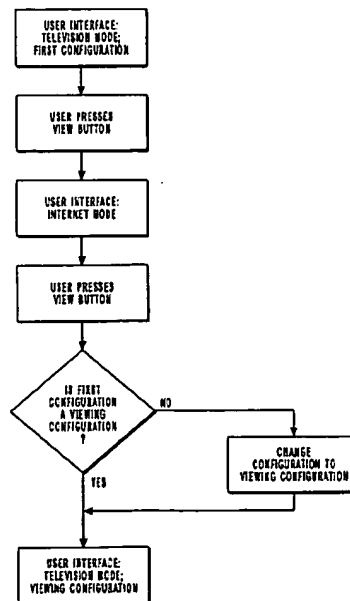 USER INTERFACE:
TELEVISION MODE;
FIRST CONFIGURATION
USER PRESSES
VIEW BUTTON
USER INTERFACE:
INTERNET MODE
USER PRESSES
VIEW BUTTON
IS FIRST
CONFIGURATION
A VIEWING
CONFIGURATION
?
NO
CHANGE
CONFIGURATION TO
VIEWING CONFIGURATION
YES
USER INTERFACE:
TELEVISION MODE;
VIEWING CONFIGURATION